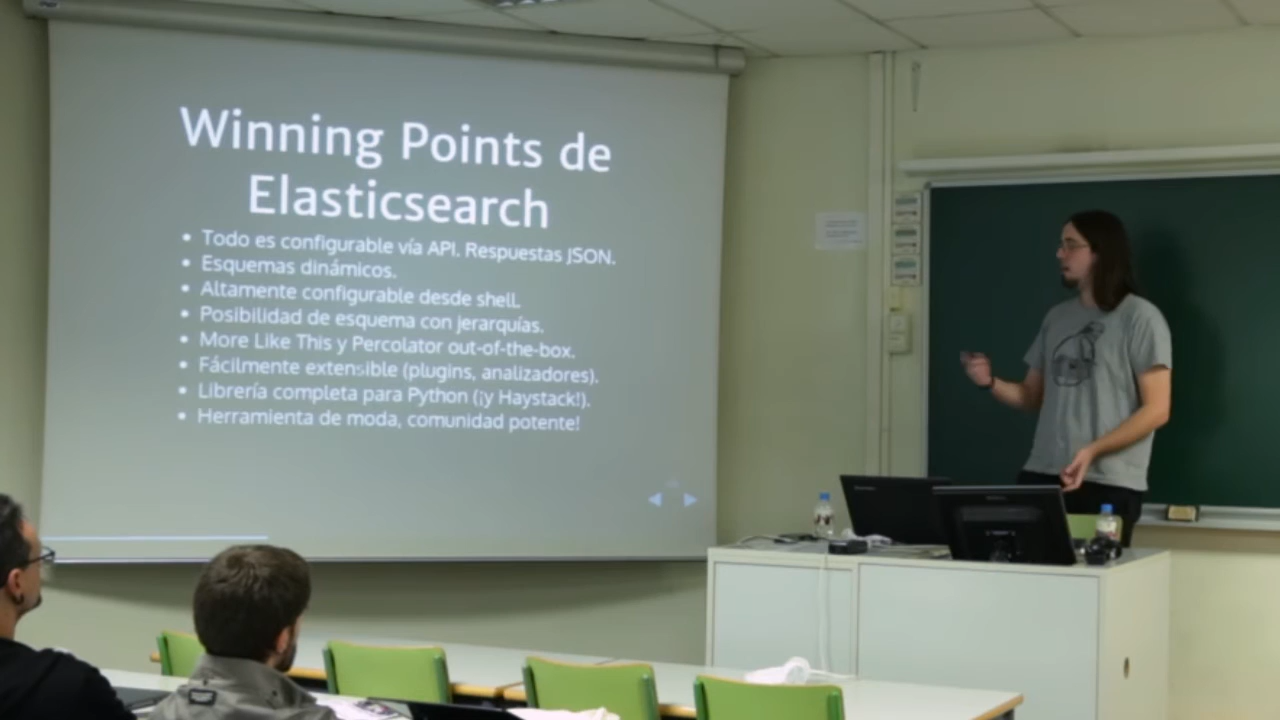 Winning Points de
Elasticsearch
• Todo es configurable vía API. Respuestas JSON.
• Esquemas dinámicos.
• Altamente configurable desde shell.
• Posibilidad de esquema con jerarquías.
• More Like This y Percolator out-of-the-box.
• Fácilmente extensible (plugins, analizadores).
• Librería completa para Python (¡y Haystack!).
• Herramienta de moda, comunidad potente!